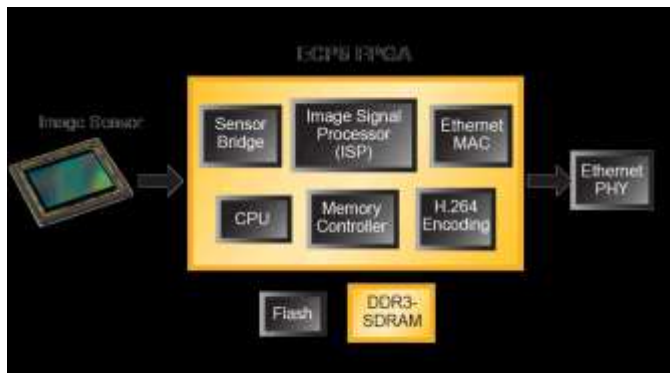 ECP5 FPGA
Image Sensor
Sensor
Bridge
Image Signal
Processor
(ISP)
Ethernet
MAC
Ethernet
PHY
CPU
Memory
Controller
H.264
Encoding
Flash
DDR3-
SDRAM